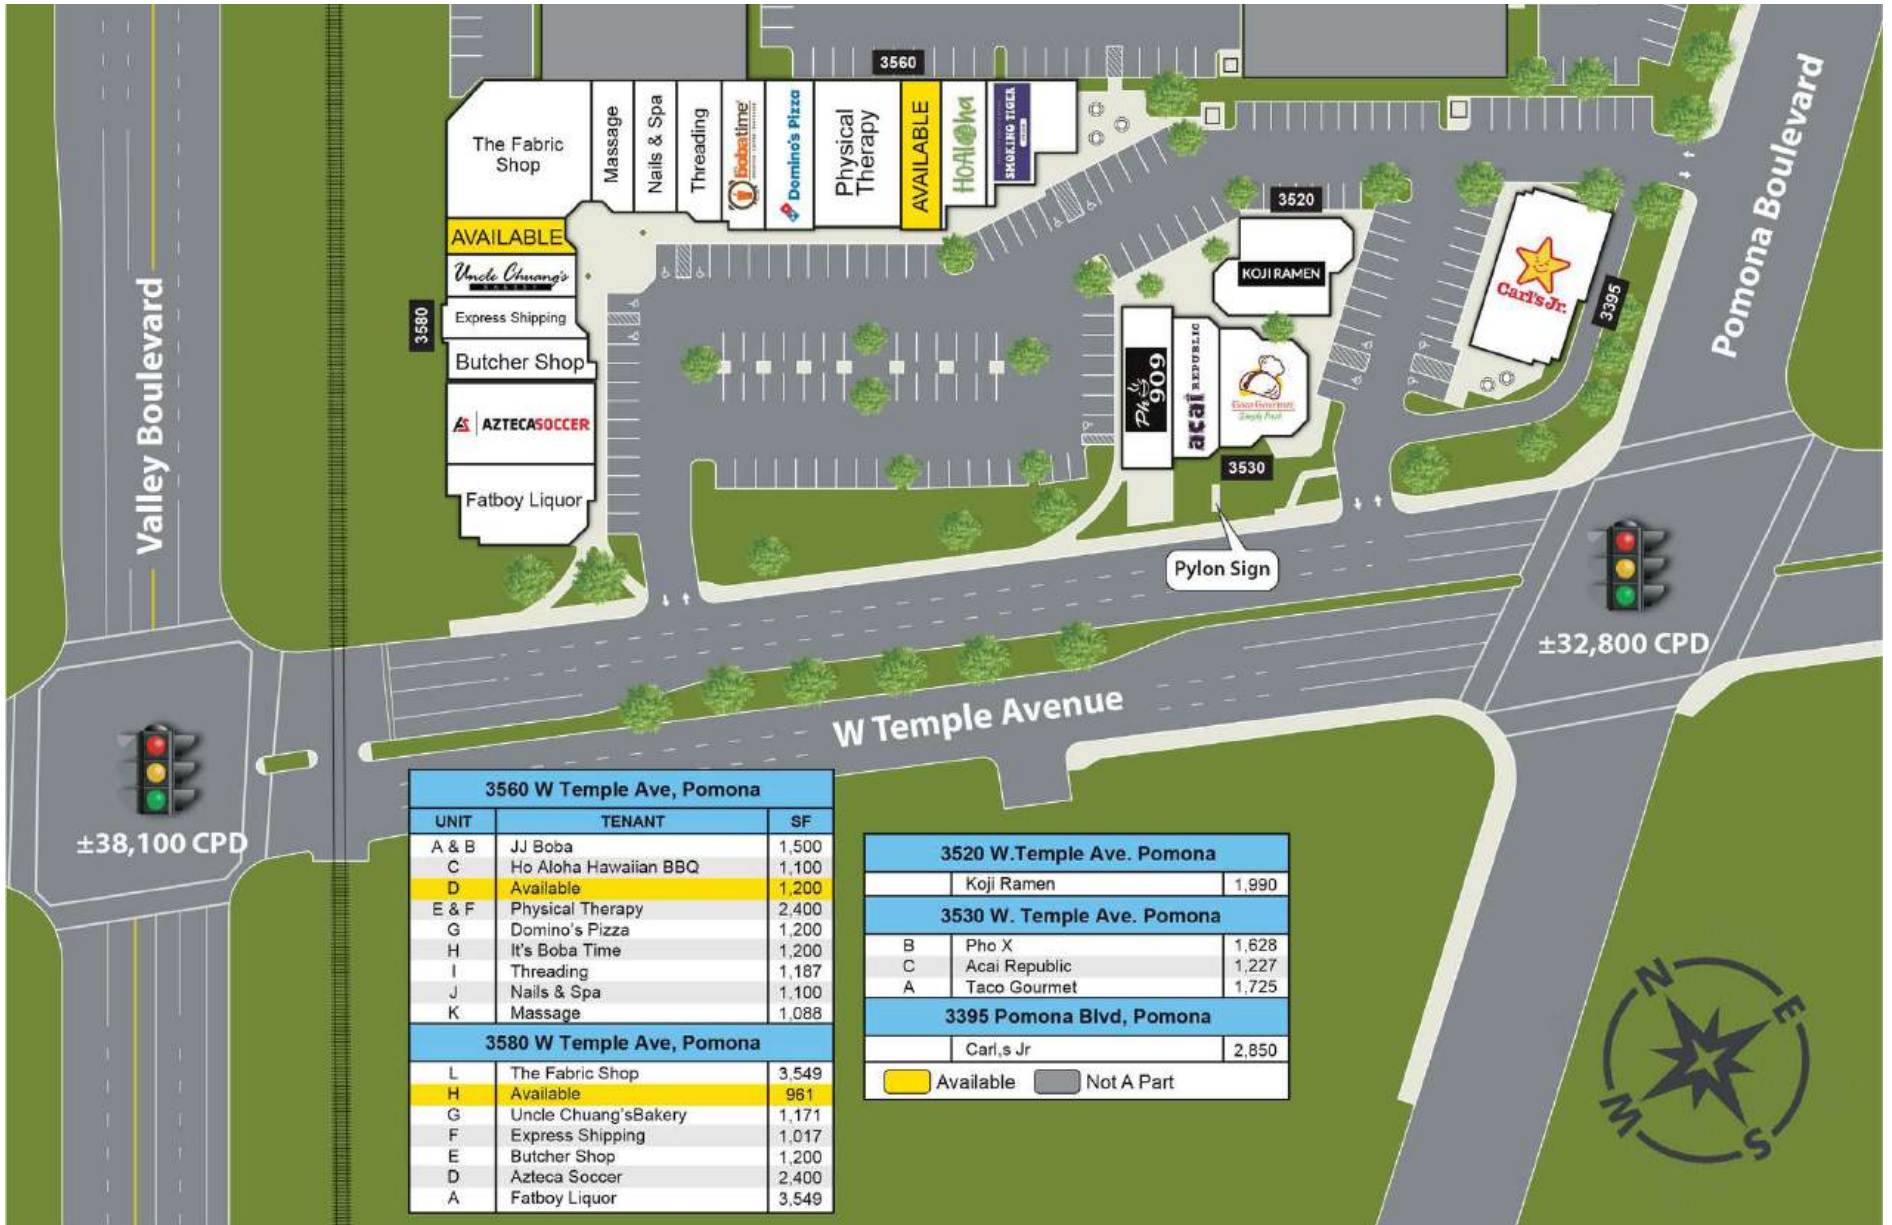 3560
The Fabric
Shop
Massage
Nails & Spa
Threading
bobatime
Domino's Pizza
Physical
Therapy
AVAILABLE
HoAloha
SMOKING TIGER
Pomona Boulevard
3520
KOJI RAMEN
Carl's Jr.
3395
AVAILABLE
Uncle Chuang's
BAKERY
Express Shipping
3580
Butcher Shop
AZTECASOCCER
Fatboy Liquor
Valley Boulevard
Pho
909
acai REPUBLIC
Simply Fresh
3530
Pylon Sign
±32,800 CPD
W Temple Avenue
±38,100 CPD
3560 W Temple Ave, Pomona
UNIT TENANT SF
A & B JJ Boba 1,500
C Ho Aloha Hawaiian BBQ 1,100
D Available 1,200
E & F Physical Therapy 2,400
G Domino's Pizza 1,200
H It's Boba Time 1,200
I Threading 1,187
J Nails & Spa 1,100
K Massage 1,088
3580 W Temple Ave, Pomona
L The Fabric Shop 3,549
H Available 961
G Uncle Chuang'sBakery 1,171
F Express Shipping 1,017
E Butcher Shop 1,200
D Azteca Soccer 2,400
A Fatboy Liquor 3,549
3520 W.Temple Ave. Pomona
Koji Ramen 1,990
3530 W. Temple Ave. Pomona
B Pho X 1,628
C Acai Republic 1,227
A Taco Gourmet 1,725
3395 Pomona Blvd, Pomona
Carl,s Jr 2,850
Available Not A Part
N
E
W
S